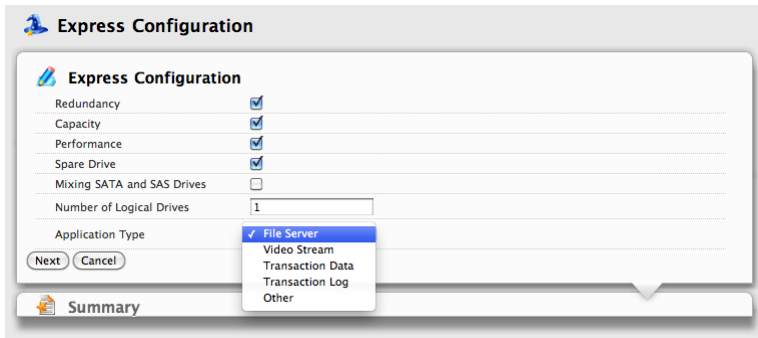 Express Configuration
Express Configuration
Redundancy
Capacity
Performance
Spare Drive
Mixing SATA and SAS Drives
Number of Logical Drives 1
Application Type
✓ File Server
Video Stream
Transaction Data
Transaction Log
Other
Next Cancel
Summary